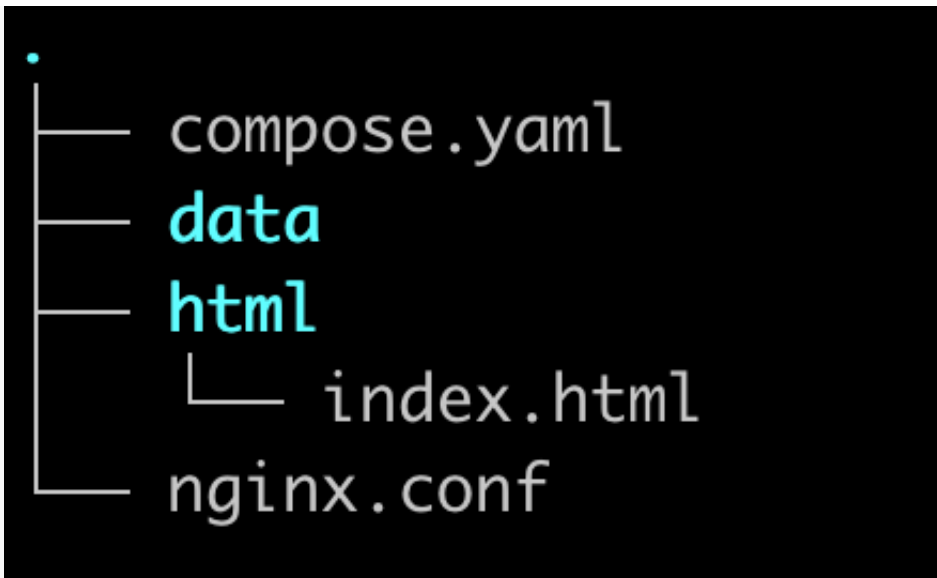 .
compose.yaml
data
html
index.html
nginx.conf